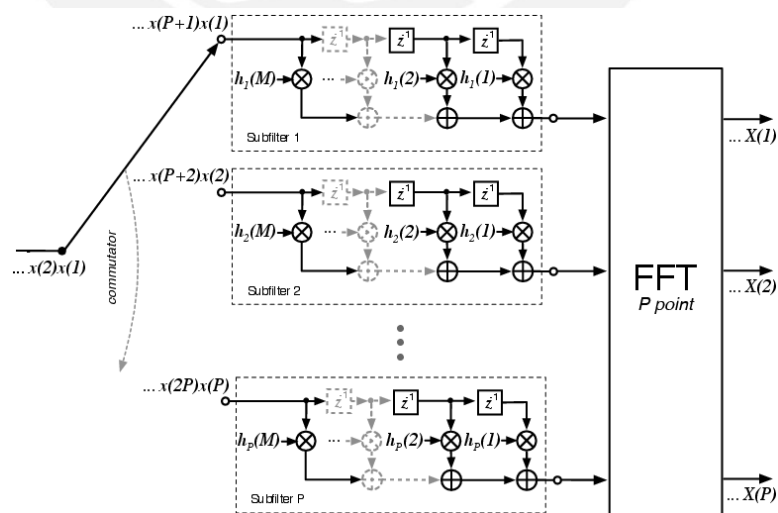 ... x(P+1)x(1)
z⁻¹ z⁻¹ z⁻¹
h₁(M) ... h₁(2) h₁(1)
Subfilter 1
... X(1)
... x(P+2)x(2)
z⁻¹ z⁻¹ z⁻¹
h₂(M) ... h₂(2) h₂(1)
Subfilter 2
... x(2)x(1)
commutator
FFT
P point
... X(2)
... x(2P)x(P)
z⁻¹ z⁻¹ z⁻¹
h_P(M) ... h_P(2) h_P(1)
Subfilter P
... X(P)